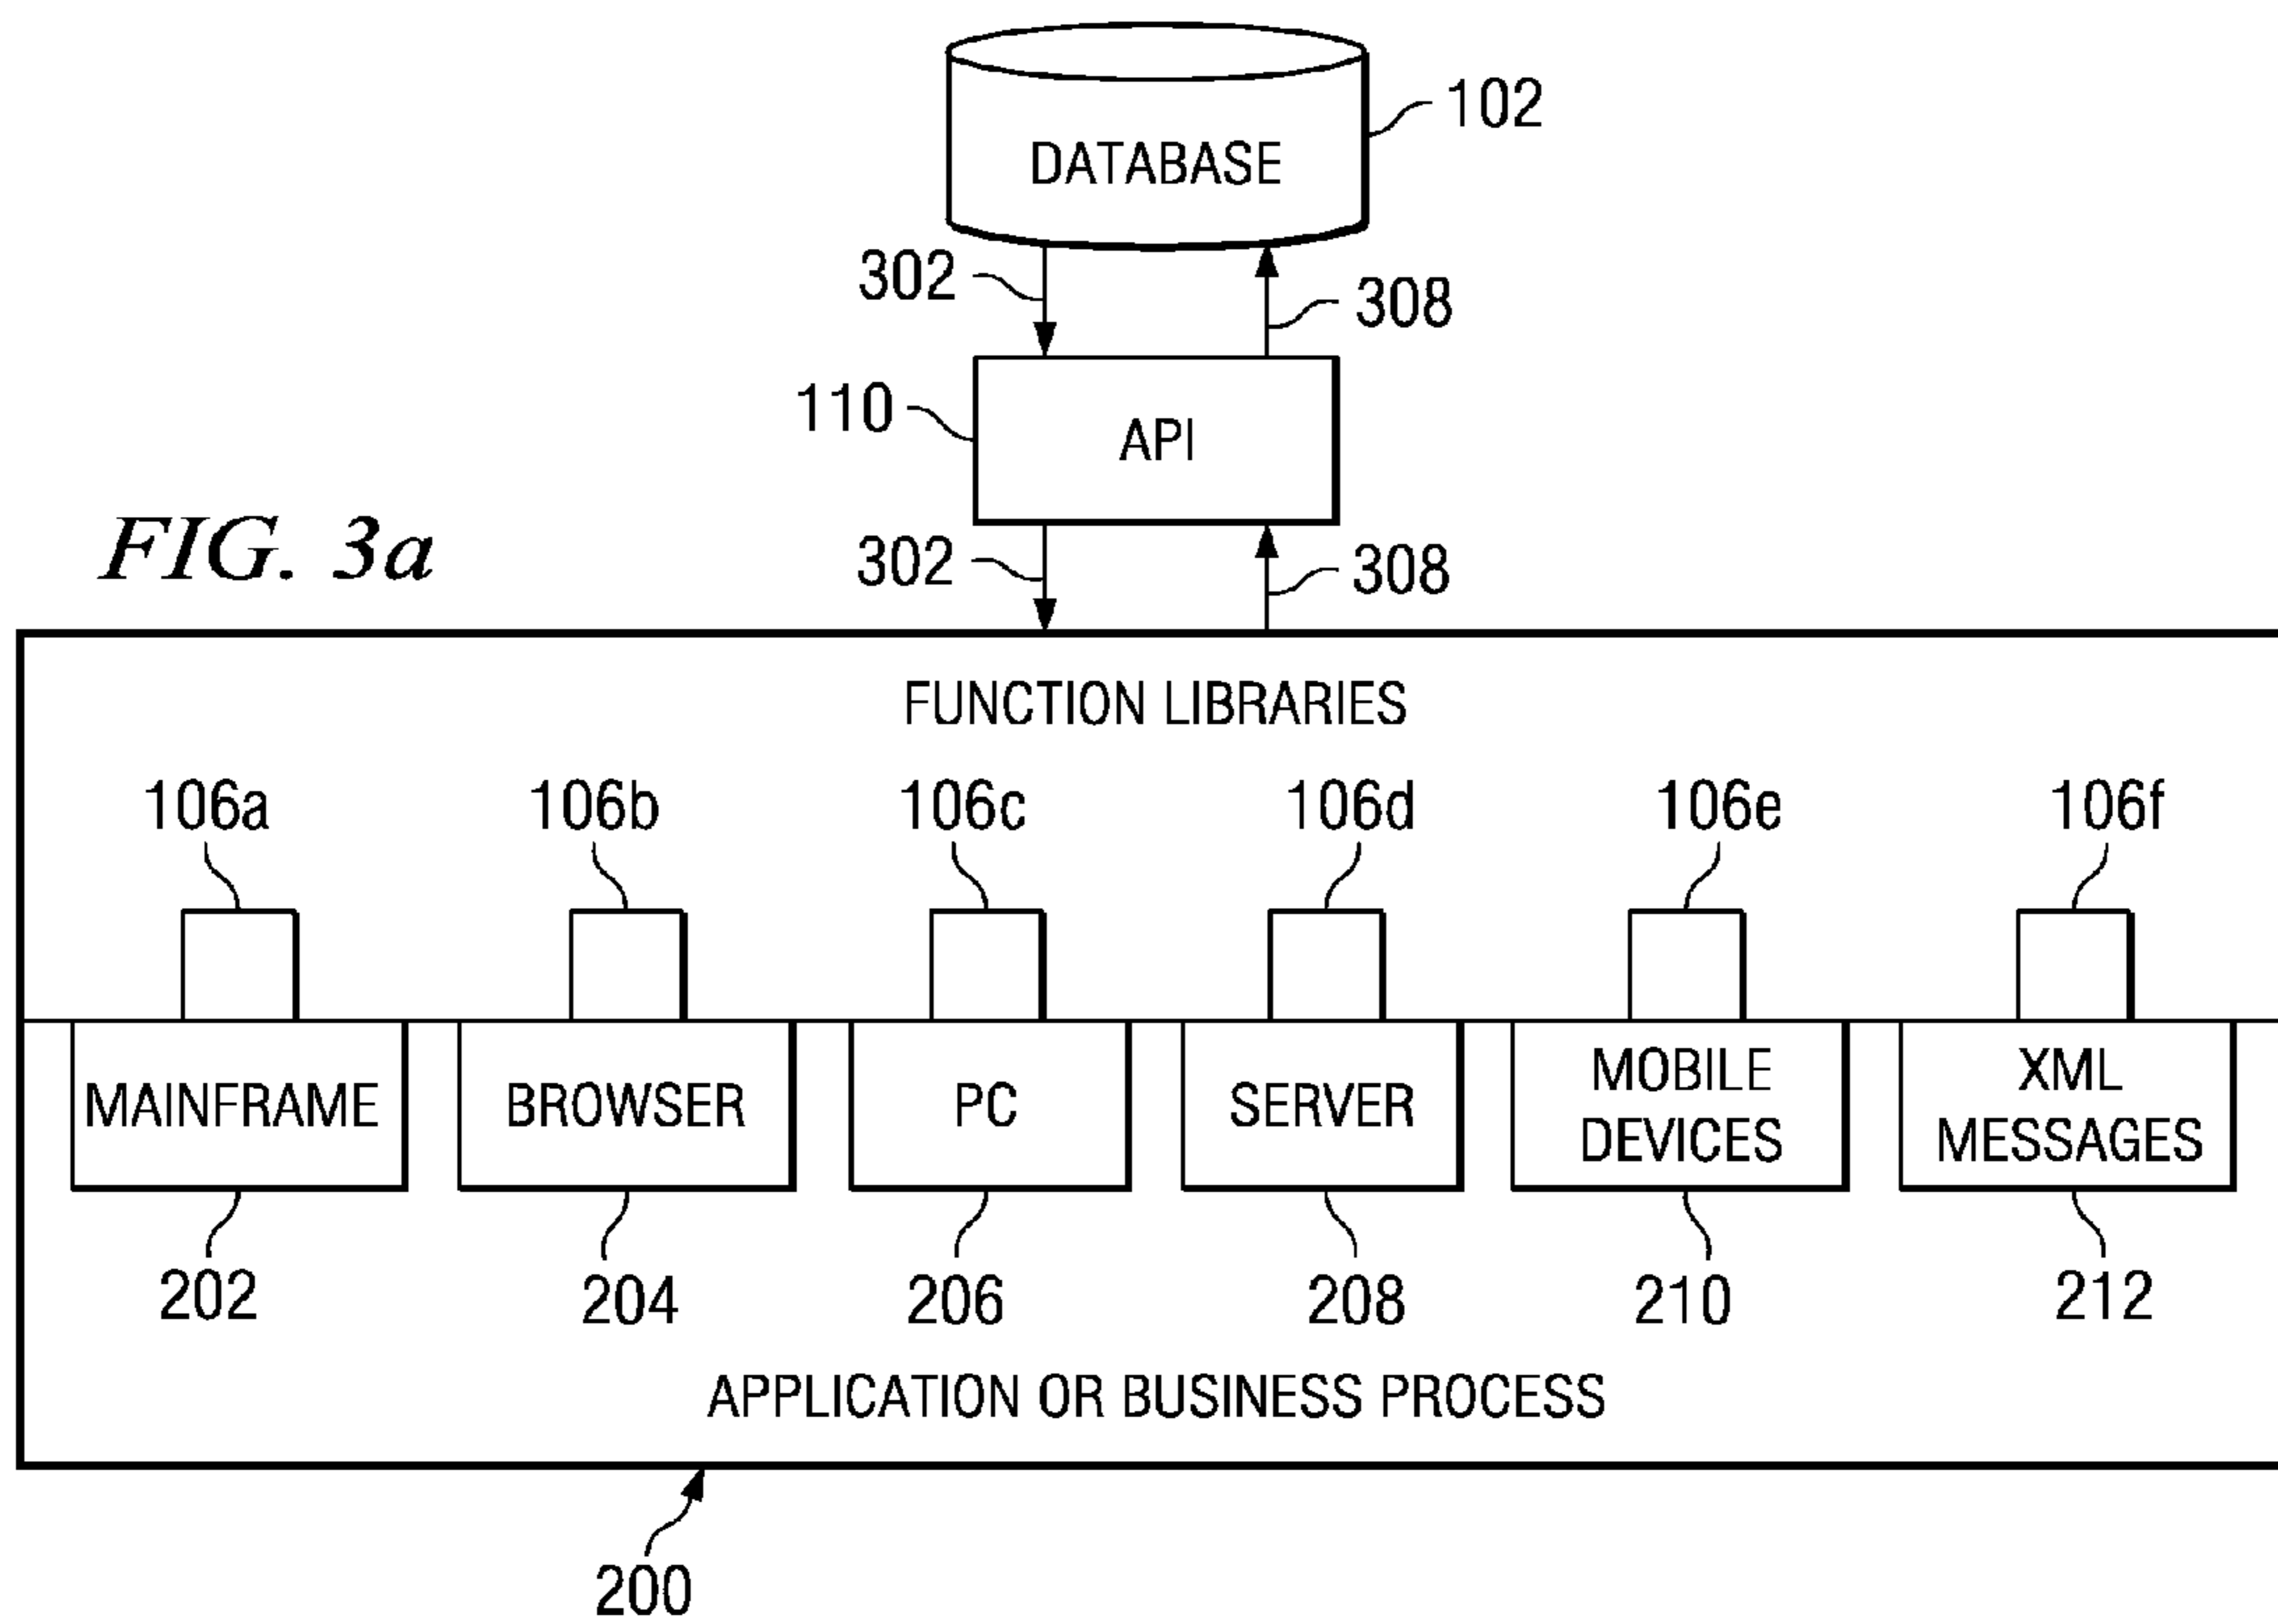 102
DATABASE
302
308
110
API
FIG. 3a
302
308
FUNCTION LIBRARIES
106a
106b
106c
106d
106e
106f
MAINFRAME
BROWSER
PC
SERVER
MOBILE
DEVICES
XML
MESSAGES
202
204
206
208
210
212
APPLICATION OR BUSINESS PROCESS
200